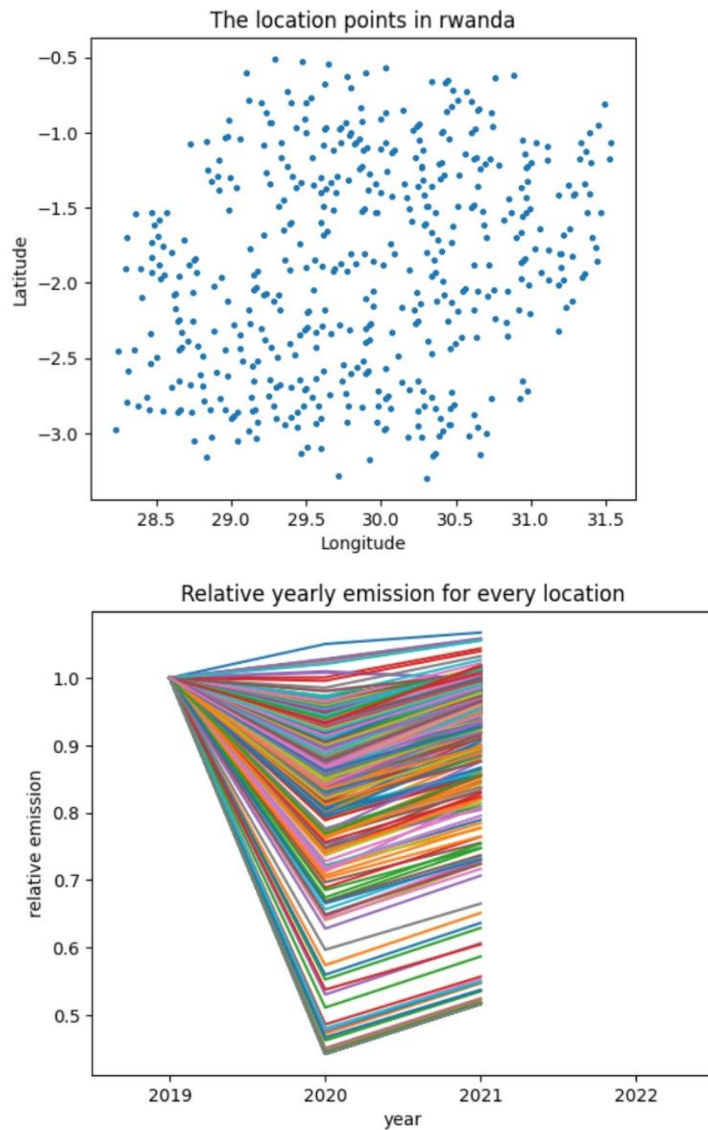 The location points in rwanda
−0.5
−1.0
−1.5
−2.0
−2.5
−3.0
Latitude
28.5 29.0 29.5 30.0 30.5 31.0 31.5
Longitude
Relative yearly emission for every location
1.0
0.9
0.8
0.7
0.6
0.5
relative emission
2019 2020 2021 2022
year